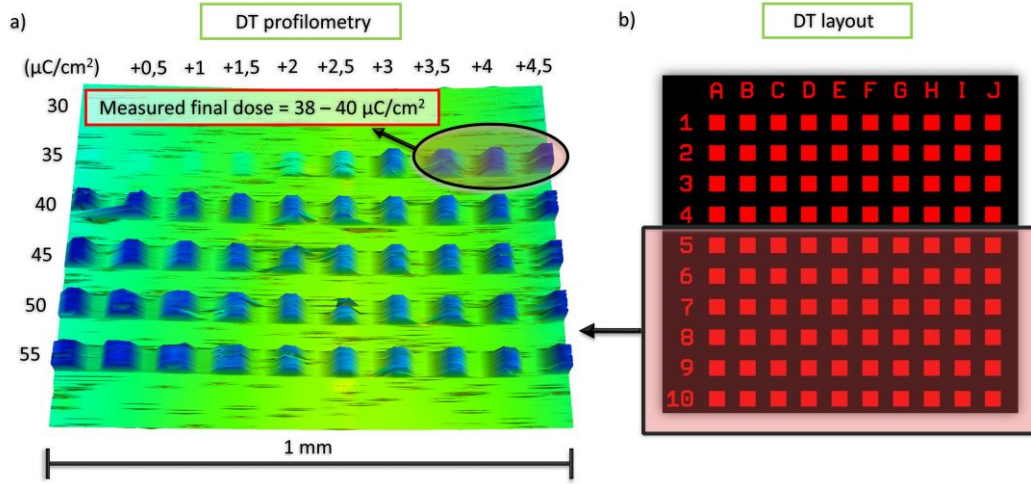 a)
DT profilometry
(µC/cm²) +0,5 +1 +1,5 +2 +2,5 +3 +3,5 +4 +4,5
30
Measured final dose = 38 – 40 µC/cm²
35
40
45
50
55
1 mm
b)
DT layout
A B C D E F G H I J
1
2
3
4
5
6
7
8
9
10